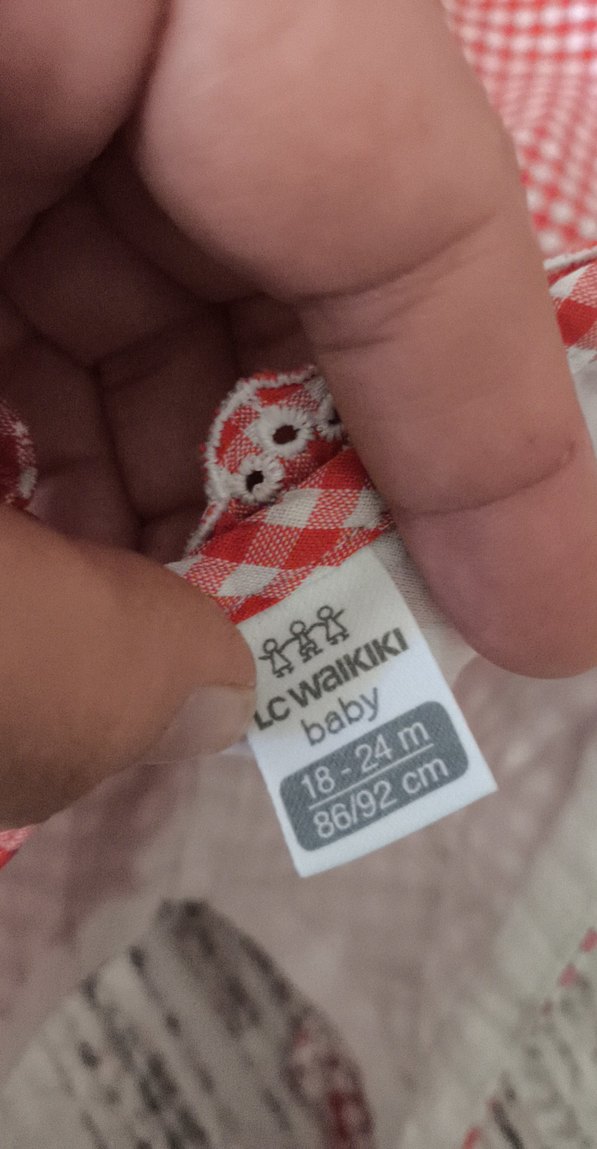 LC WAIKIKI
baby
18 - 24 m
86/92 cm